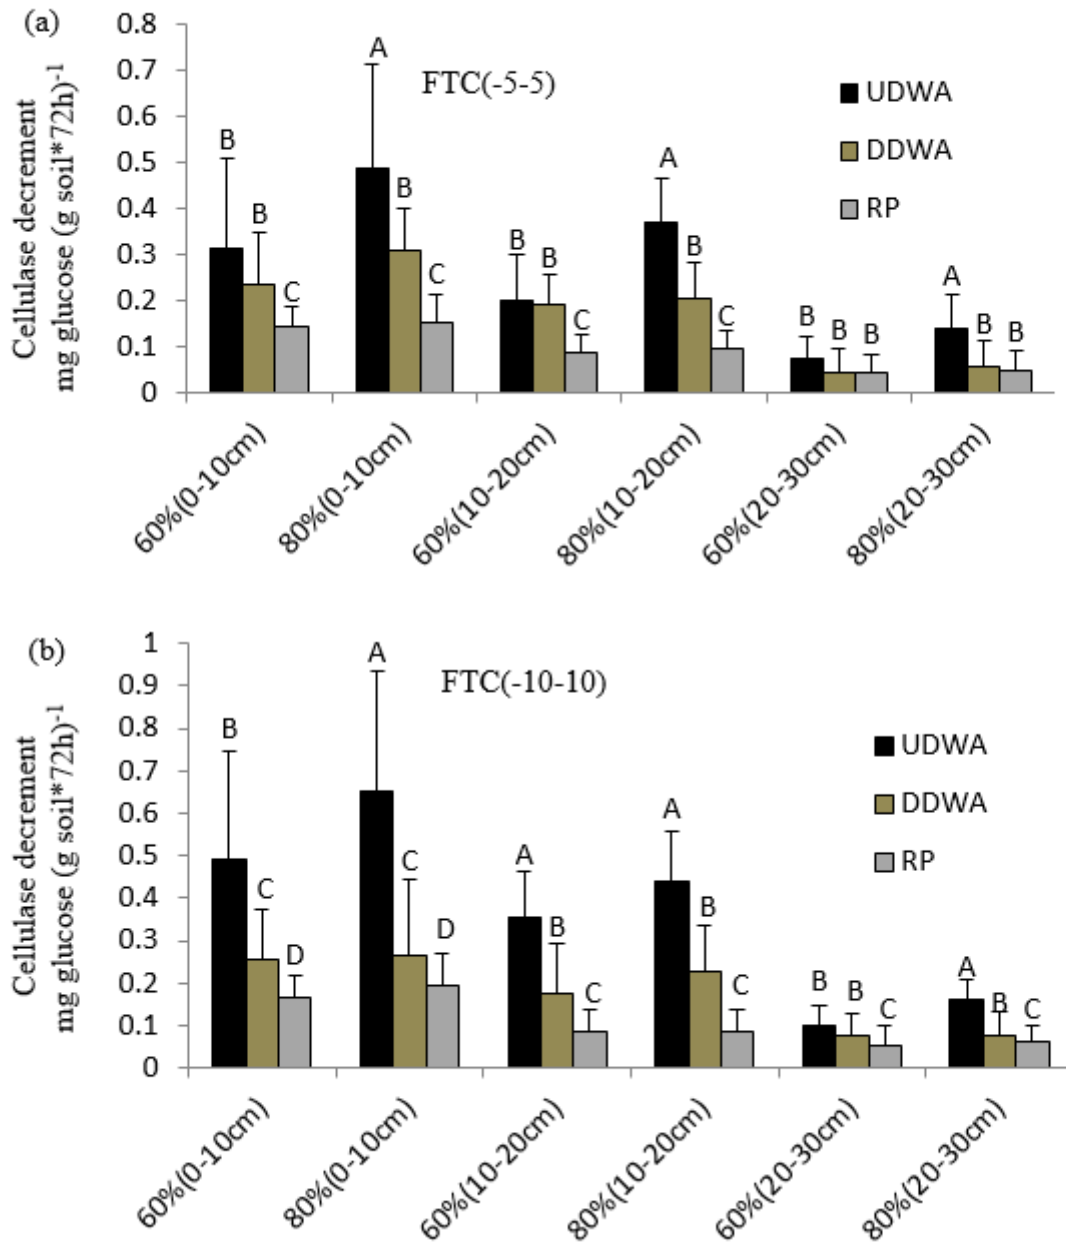 (a)
Cellulase decrement
mg glucose (g soil*72h)-1
0.8
0.7
0.6
0.5
0.4
0.3
0.2
0.1
0
FTC(-5-5)
UDWA
DDWA
RP
B B C
A B C
B B C
A B C
B B B
A B B
60%(0-10cm)
80%(0-10cm)
60%(10-20cm)
80%(10-20cm)
60%(20-30cm)
80%(20-30cm)
(b)
Cellulase decrement
mg glucose (g soil*72h)-1
1
0.9
0.8
0.7
0.6
0.5
0.4
0.3
0.2
0.1
0
FTC(-10-10)
UDWA
DDWA
RP
B C D
A C D
A B C
A B C
B B C
A B C
60%(0-10cm)
80%(0-10cm)
60%(10-20cm)
80%(10-20cm)
60%(20-30cm)
80%(20-30cm)